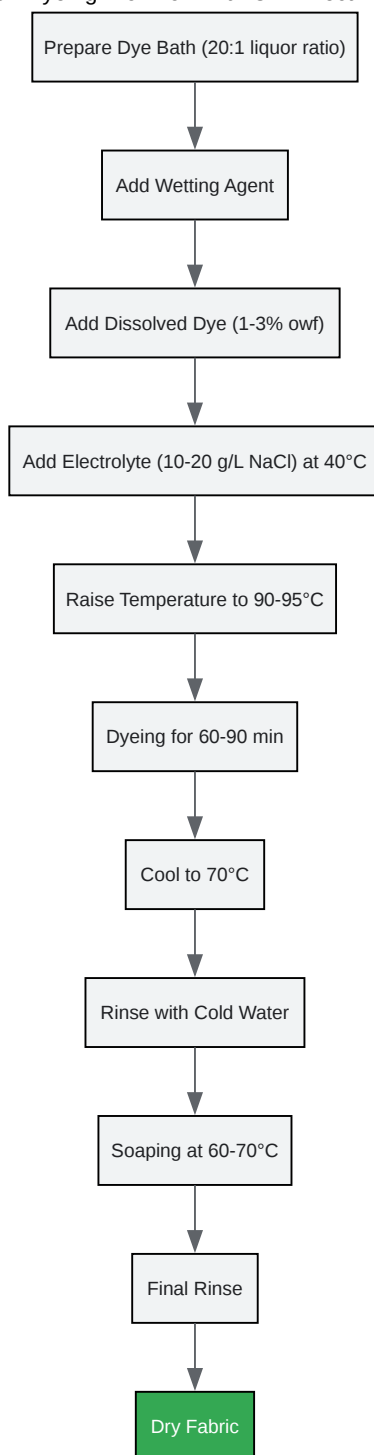 Prepare Dye Bath (20:1 liquor ratio)
Add Wetting Agent
Add Dissolved Dye (1-3% owf)
Add Electrolyte (10-20 g/L NaCl) at 40°C
Raise Temperature to 90-95°C
Dyeing for 60-90 min
Cool to 70°C
Rinse with Cold Water
Soaping at 60-70°C
Final Rinse
Dry Fabric